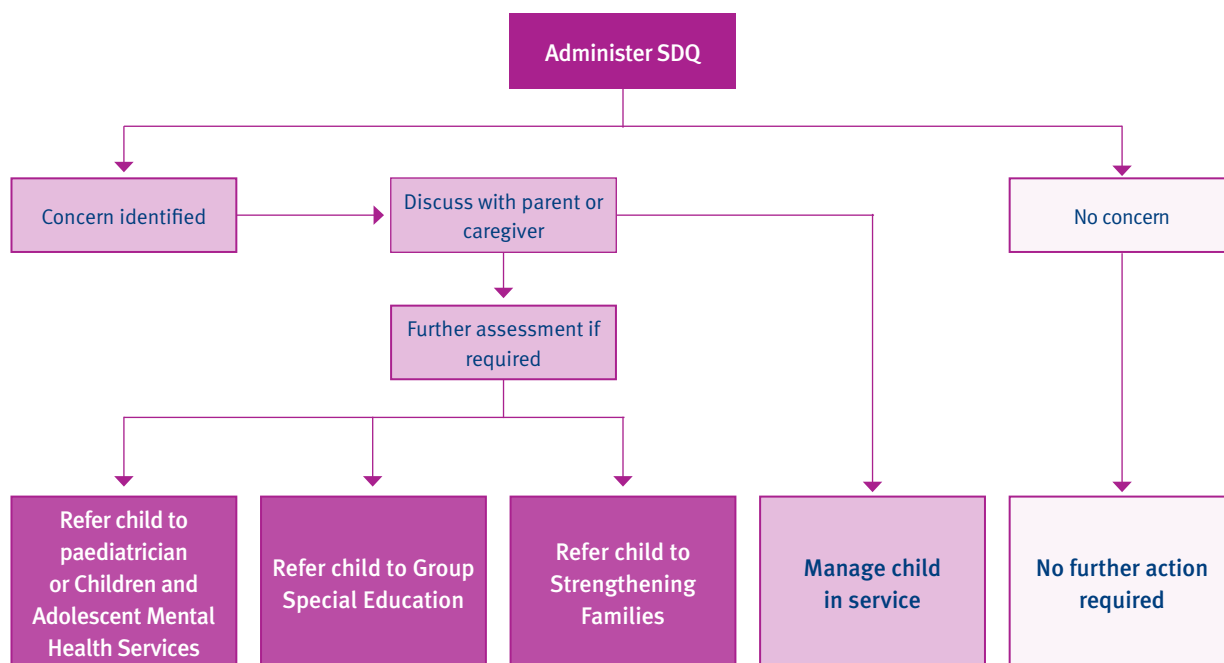 Administer SDQ
Concern identified
Discuss with parent or
caregiver
No concern
Further assessment if
required
Refer child to
paediatrician
or Children and
Adolescent Mental
Health Services
Refer child to Group
Special Education
Refer child to
Strengthening
Families
Manage child
in service
No further action
required